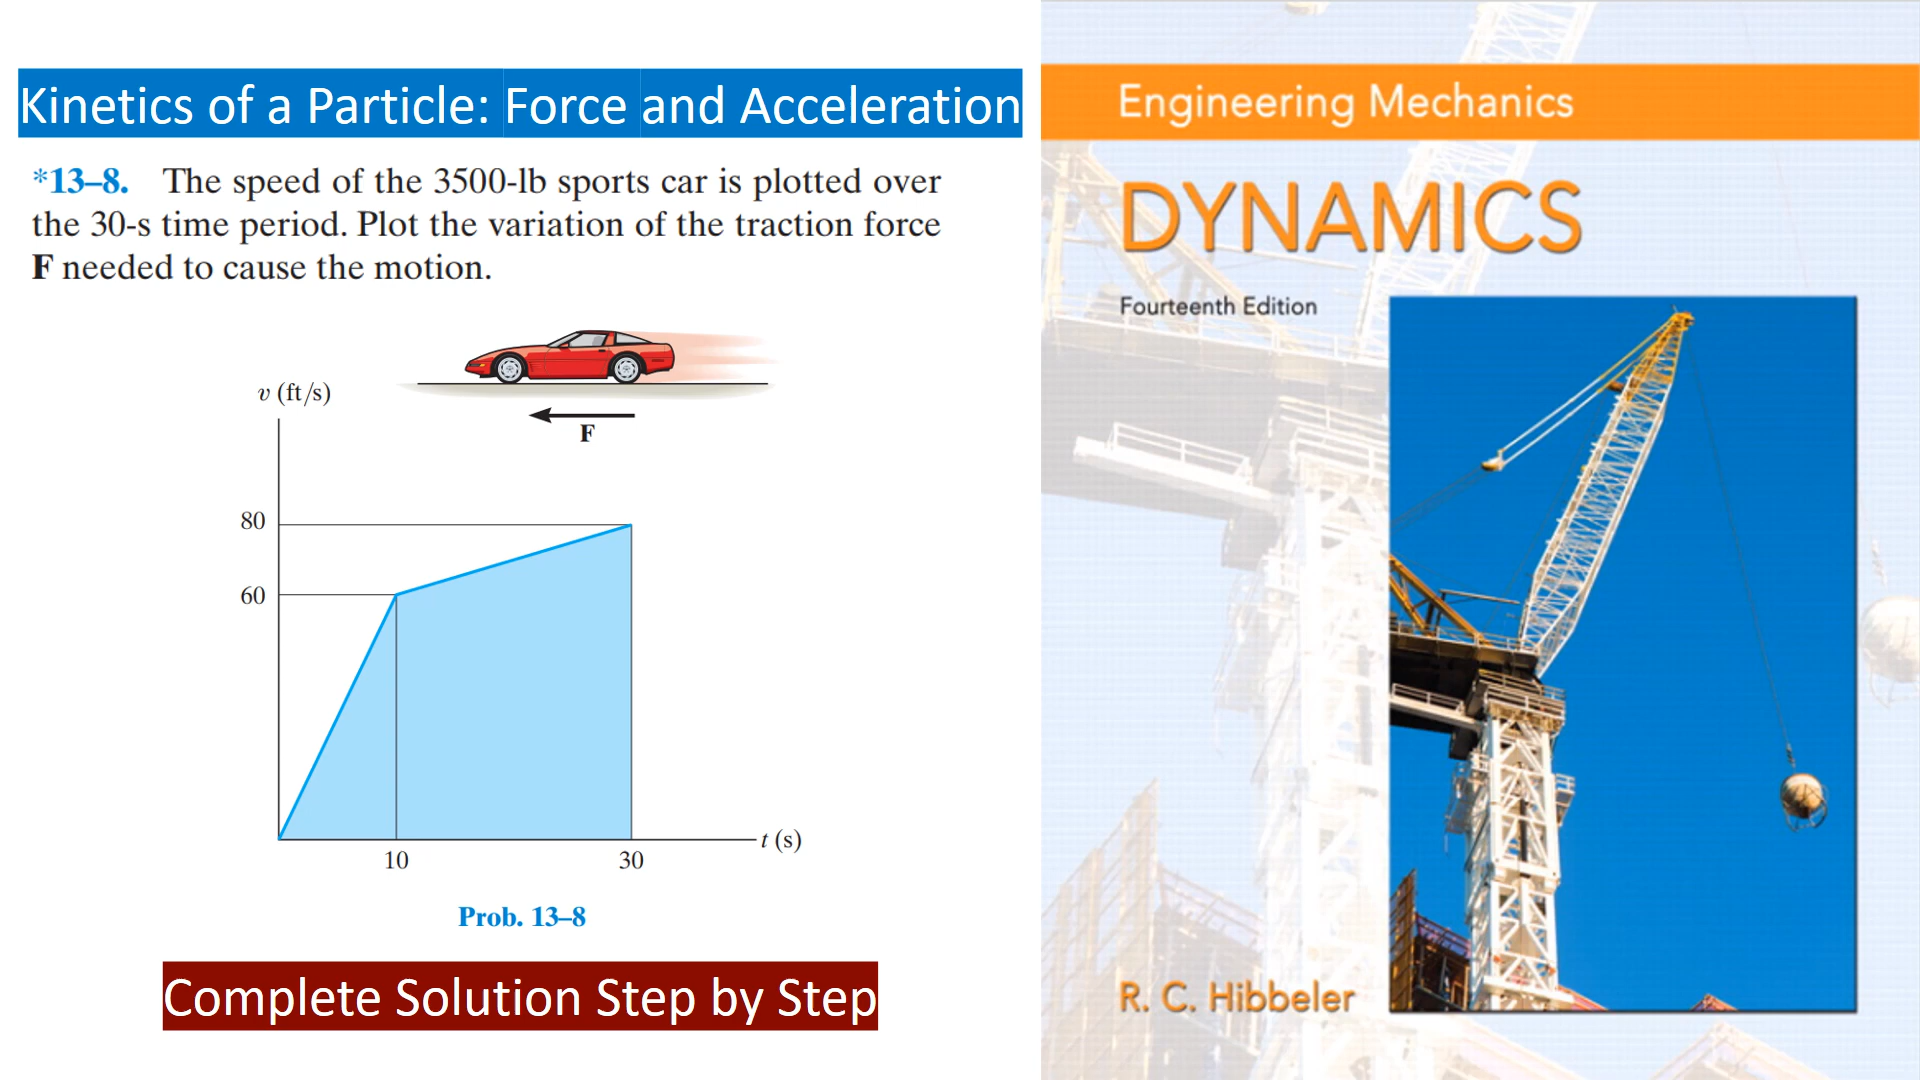 Kinetics of a Particle: Force and Acceleration
*13–8. The speed of the 3500-lb sports car is plotted over
the 30-s time period. Plot the variation of the traction force
F needed to cause the motion.
v (ft/s)
F
80
60
t (s)
10
30
Prob. 13–8
Complete Solution Step by Step
Engineering Mechanics
DYNAMICS
Fourteenth Edition
R. C. Hibbeler